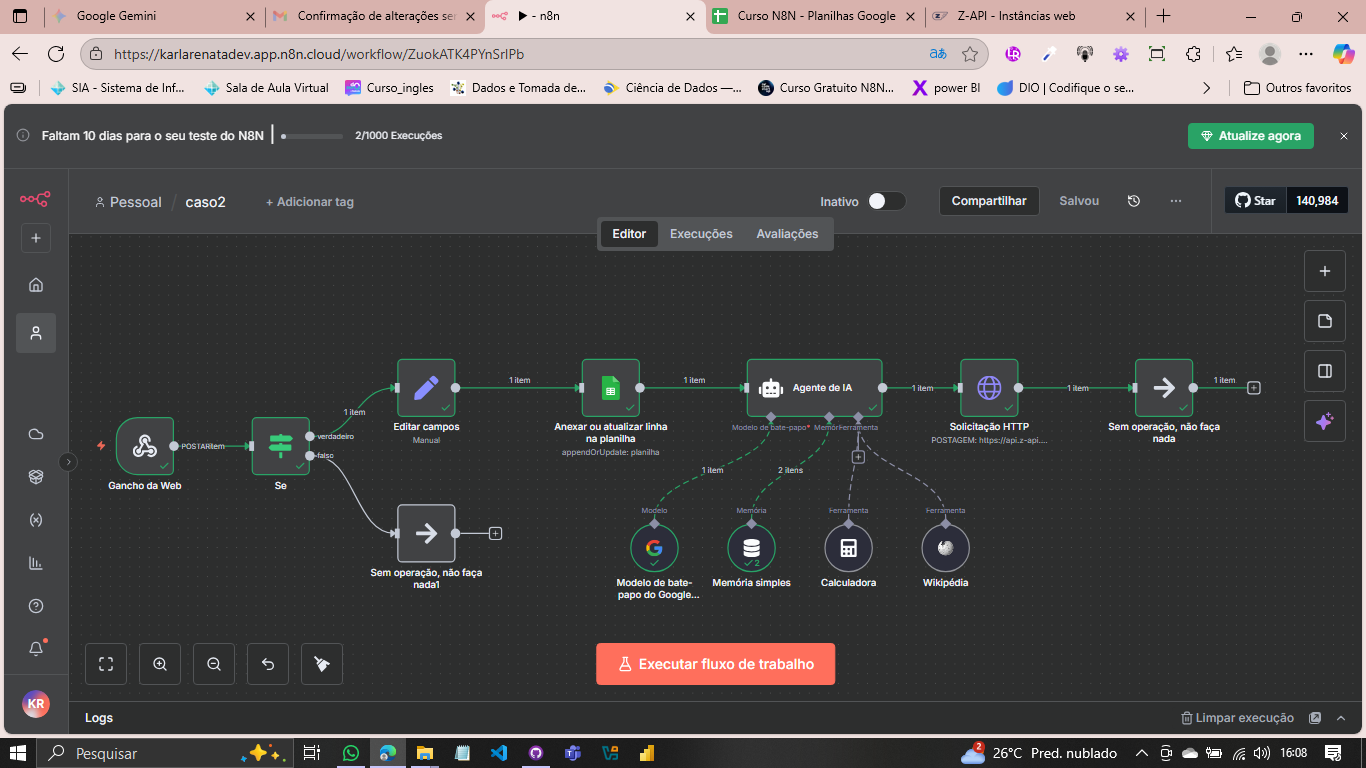 Google Gemini
Confirmação de alterações ser
- n8n
Curso N8N - Planilhas Google
Z-API - Instâncias web
https://karlarenatadev.app.n8n.cloud/workflow/ZuokATK4PYnSrIPb
SIA - Sistema de Inf...
Sala de Aula Virtual
Curso_ingles
Dados e Tomada de...
Ciência de Dados —...
Curso Gratuito N8N...
power BI
DIO | Codifique o se...
Outros favoritos
Faltam 10 dias para o seu teste do N8N
2/1000 Execuções
Atualize agora
Pessoal / caso2
+ Adicionar tag
Inativo
Compartilhar
Salvou
...
Star
140,984
Editor
Execuções
Avaliações
1 item
1 item
Agente de IA
1 item
1 item
1 item
1 item
verdadeiro
Editar campos
Manual
Anexar ou atualizar linha
na planilha
appendOrUpdate: planilha
Modelo de bate-papo*
Memóri
Ferramenta
Solicitação HTTP
POSTAGEM: https://api.z-api....
Sem operação, não faça
nada
POSTAR
item
falso
Gancho da Web
Se
1 item
2 itens
Modelo
Memória
Ferramenta
Ferramenta
2
Sem operação, não faça
nada1
Modelo de bate-
papo do Google...
Memória simples
Calculadora
Wikipédia
Executar fluxo de trabalho
KR
Logs
Limpar execução
Pesquisar
2
26°C
Pred. nublado
16:08